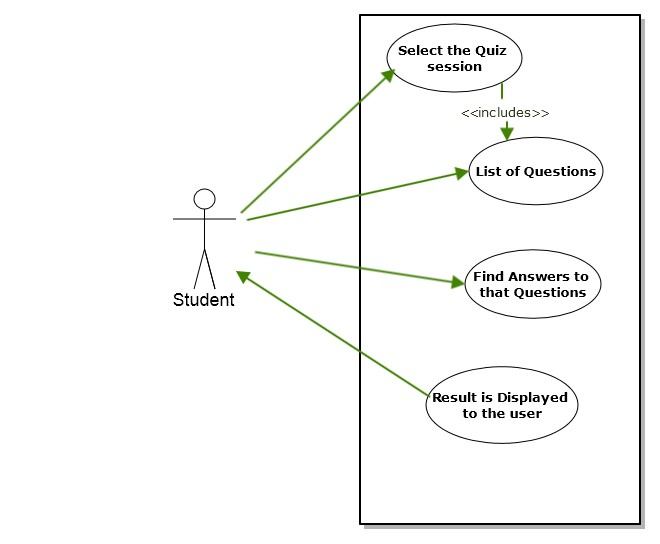 Select the Quiz
session
<<includes>>
List of Questions
Find Answers to
that Questions
Student
Result is Displayed
to the user